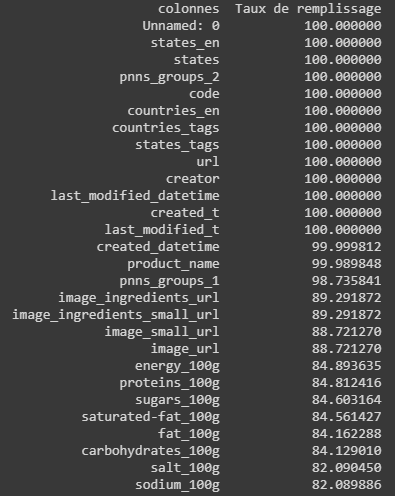 colonnes Taux de remplissage
Unnamed: 0 100.000000
states_en 100.000000
states 100.000000
pnns_groups_2 100.000000
code 100.000000
countries_en 100.000000
countries_tags 100.000000
states_tags 100.000000
url 100.000000
creator 100.000000
last_modified_datetime 100.000000
created_t 100.000000
last_modified_t 100.000000
created_datetime 99.999812
product_name 99.989848
pnns_groups_1 98.735841
image_ingredients_url 89.291872
image_ingredients_small_url 89.291872
image_small_url 88.721270
image_url 88.721270
energy_100g 84.893635
proteins_100g 84.812416
sugars_100g 84.603164
saturated-fat_100g 84.561427
fat_100g 84.162288
carbohydrates_100g 84.129010
salt_100g 82.090450
sodium_100g 82.089886